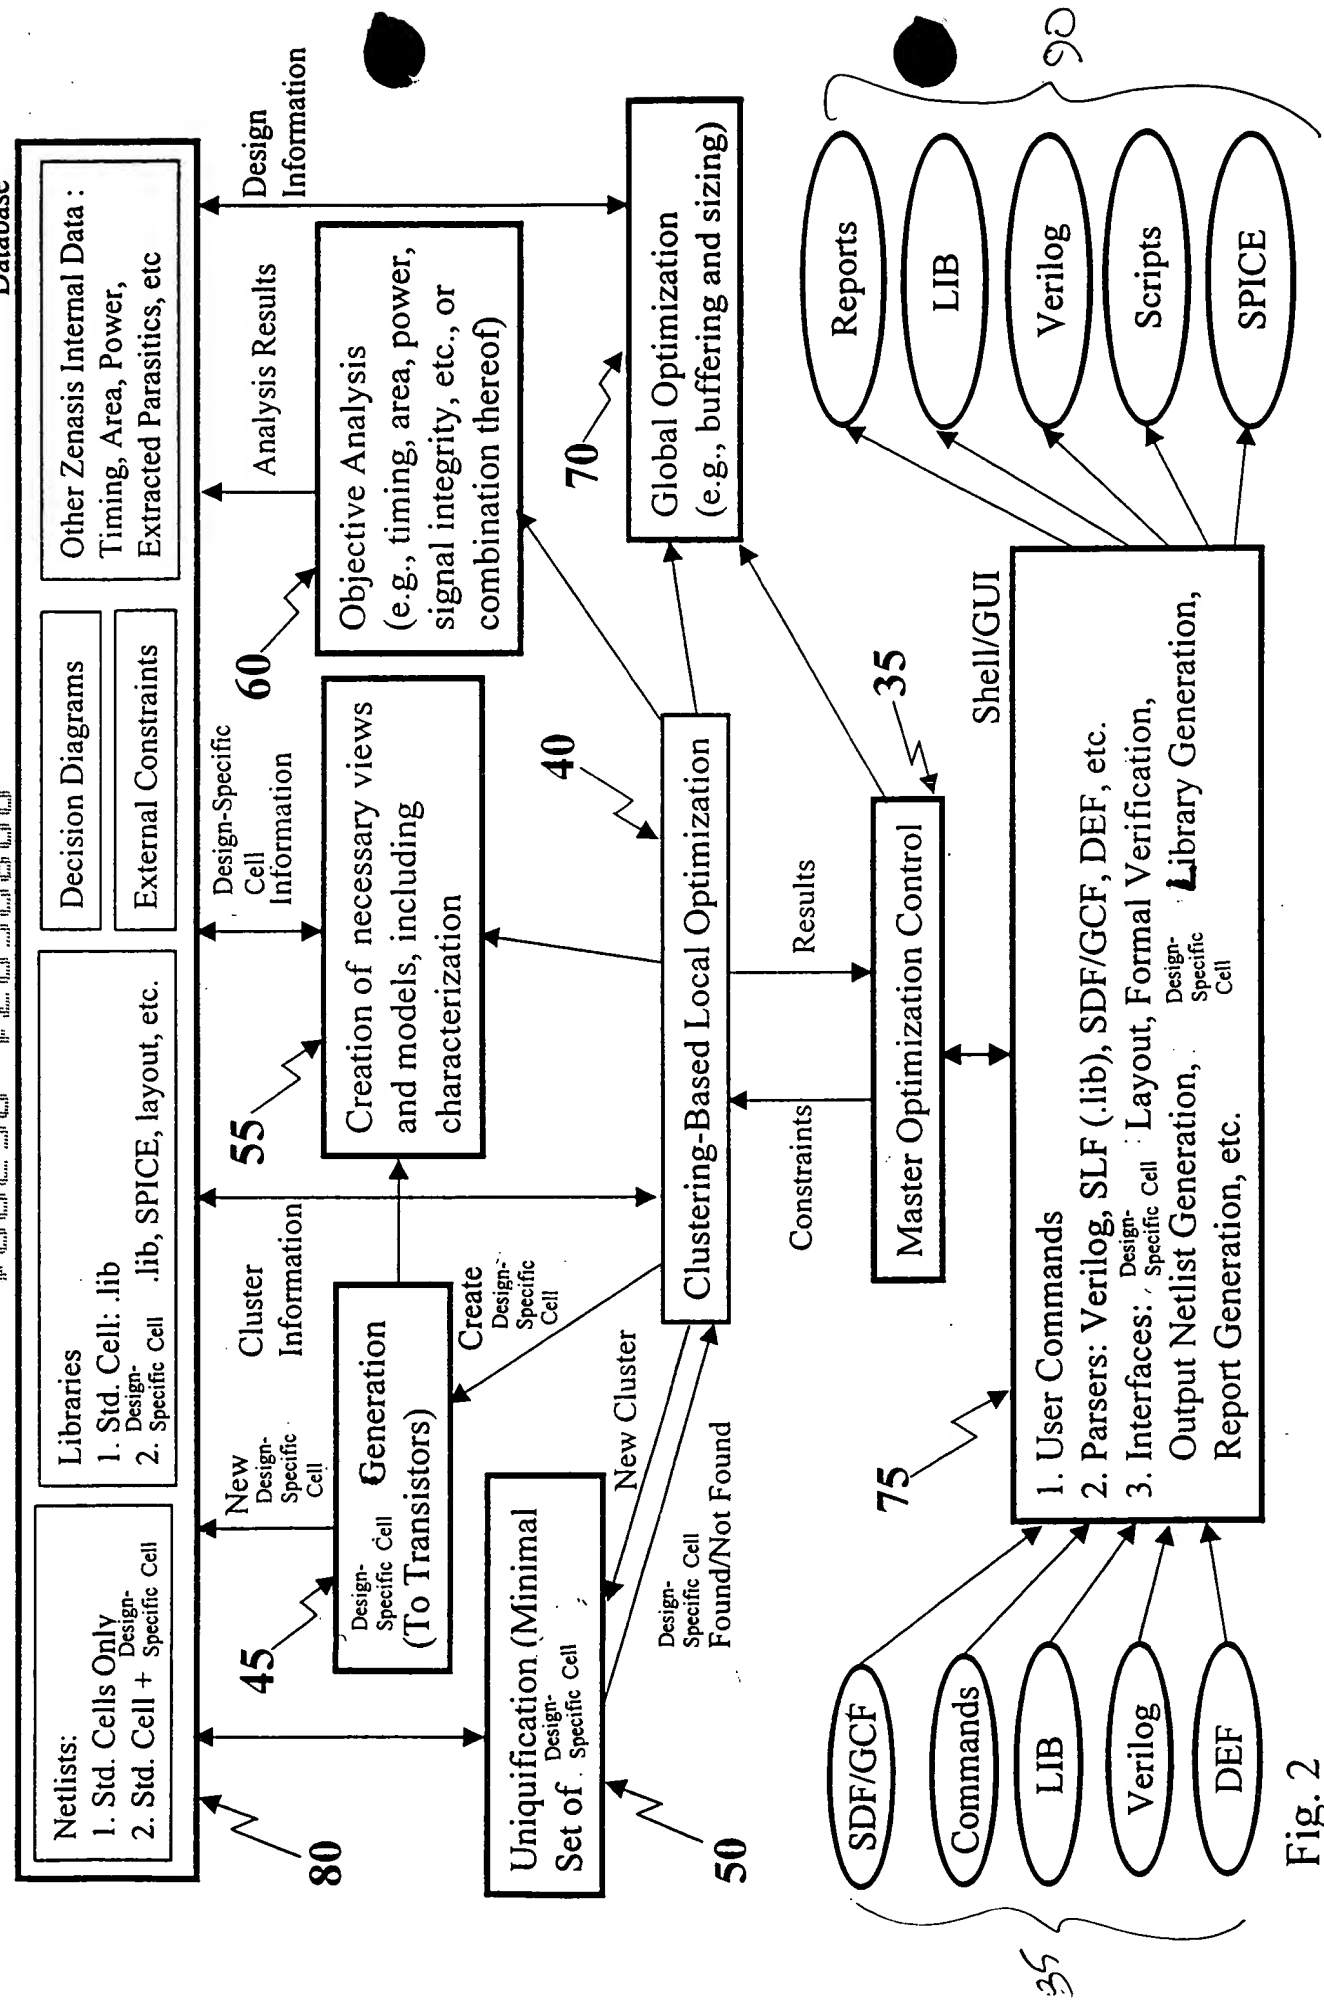 Database
Netlists:
1. Std. Cells Only
2. Std. Cell + Design-
Specific Cell
Libraries
1. Std. Cell: .lib
2. Design-
Specific Cell .lib, SPICE, layout, etc.
Decision Diagrams
External Constraints
Other Zenasis Internal Data :
Timing, Area, Power,
Extracted Parasitics, etc
80
New
Design-
Specific
Cell
Cluster
Information
Design-Specific
Cell
Information
Analysis Results
Design
Information
45
Design-
Specific Cell Generation
(To Transistors)
55
Creation of necessary views
and models, including
characterization
60
Objective Analysis
(e.g., timing, area, power,
signal integrity, etc., or
combination thereof)
Create
Design-
Specific
Cell
50
Uniquification (Minimal
Set of Design-
Specific Cell
New Cluster
Design-
Specific Cell
Found/Not Found
40
Clustering-Based Local Optimization
70
Global Optimization
(e.g., buffering and sizing)
Constraints
Results
35
Master Optimization Control
75
Shell/GUI
1. User Commands
2. Parsers: Verilog, SLF (.lib), SDF/GCF, DEF, etc.
3. Interfaces: Design-
Specific Cell Layout, Formal Verification,
Output Netlist Generation, Design-
Specific
Cell Library Generation,
Report Generation, etc.
SDF/GCF
Commands
LIB
Verilog
DEF
35
Reports
LIB
Verilog
Scripts
SPICE
90
Fig. 2